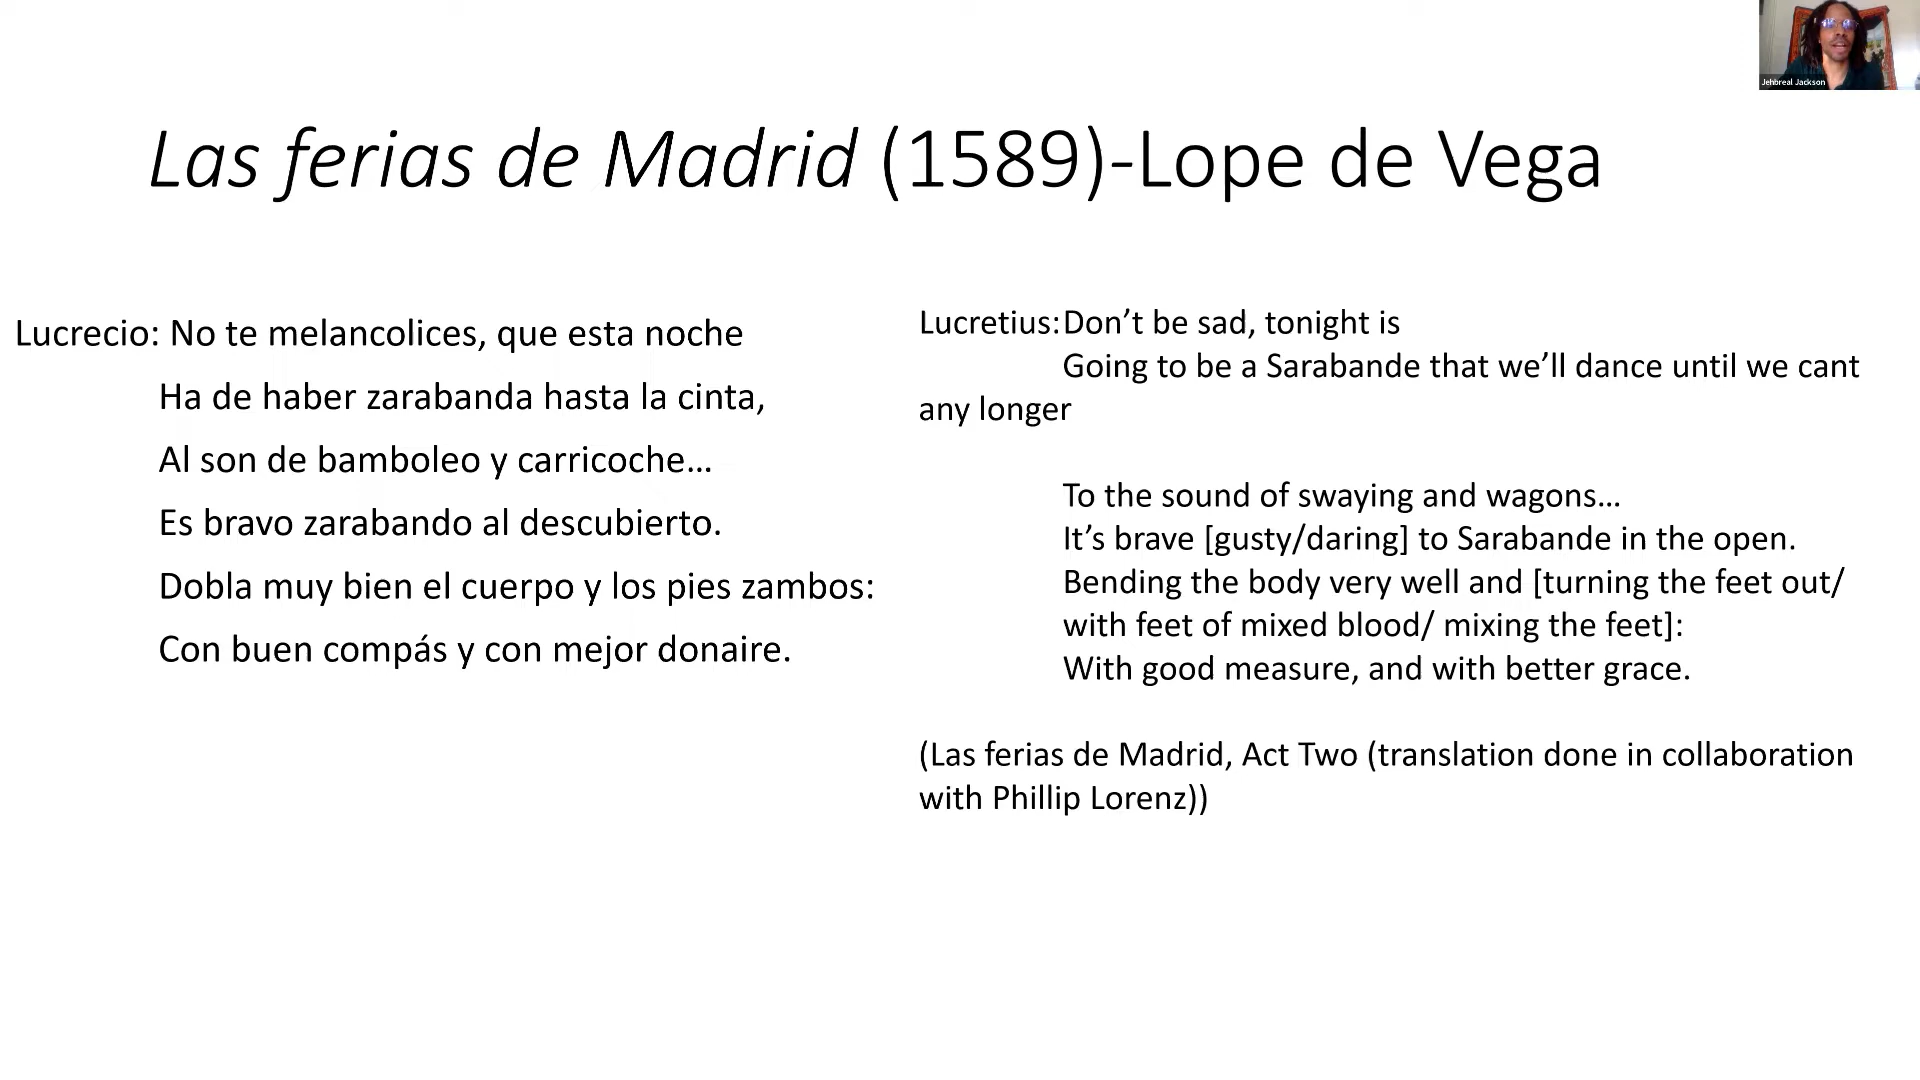 Jehbreal Jackson
Las ferias de Madrid (1589)-Lope de Vega
Lucrecio: No te melancolices, que esta noche
Ha de haber zarabanda hasta la cinta,
Al son de bamboleo y carricoche…
Es bravo zarabando al descubierto.
Dobla muy bien el cuerpo y los pies zambos:
Con buen compás y con mejor donaire.
Lucretius: Don’t be sad, tonight is
Going to be a Sarabande that we’ll dance until we cant
any longer
To the sound of swaying and wagons…
It’s brave [gusty/daring] to Sarabande in the open.
Bending the body very well and [turning the feet out/
with feet of mixed blood/ mixing the feet]:
With good measure, and with better grace.
(Las ferias de Madrid, Act Two (translation done in collaboration
with Phillip Lorenz))